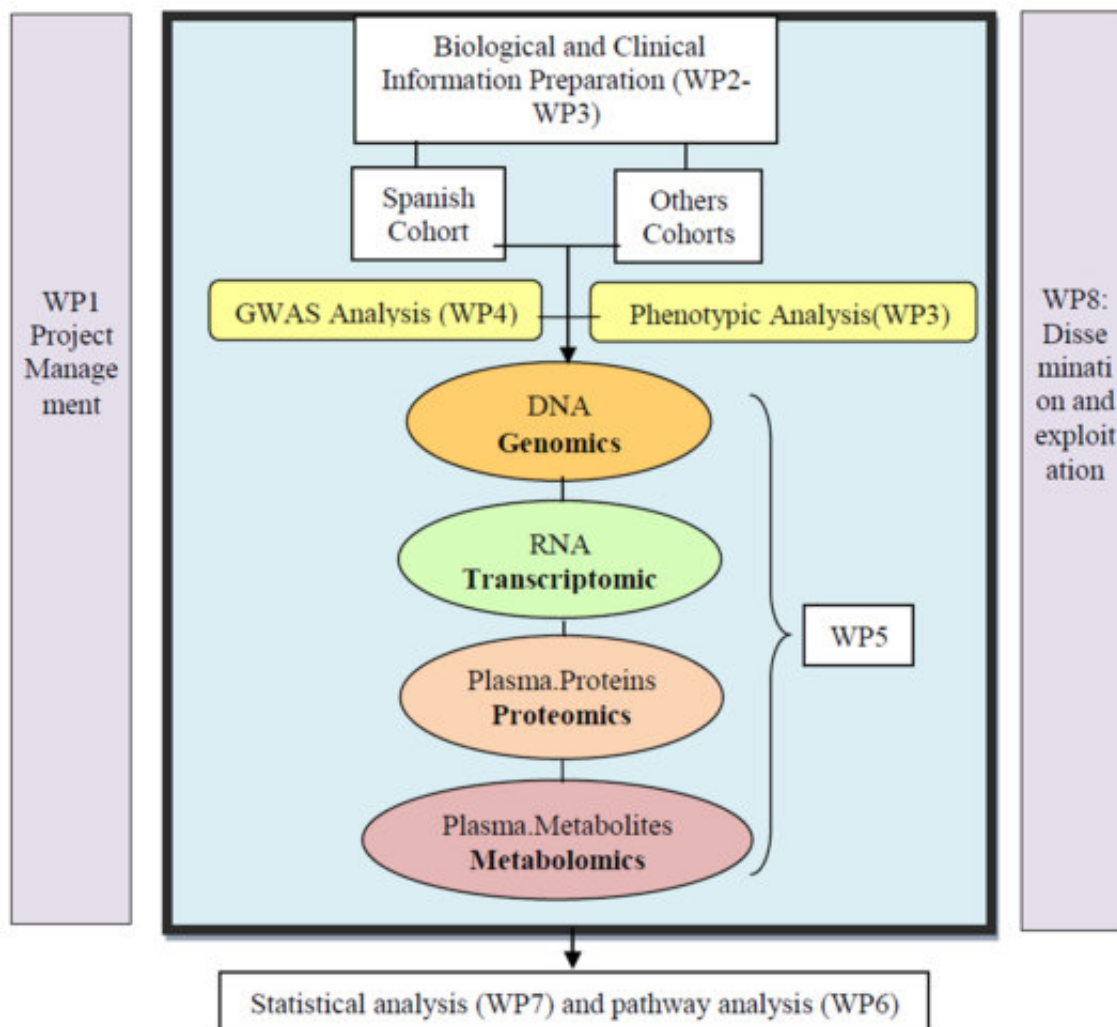 Biological and Clinical
Information Preparation (WP2-
WP3)
Spanish
Cohort
Others
Cohorts
GWAS Analysis (WP4)
Phenotypic Analysis(WP3)
WP1
Project
Manage
ment
WP8:
Disse
minati
on and
exploit
ation
DNA
Genomics
RNA
Transcriptomic
Plasma.Proteins
Proteomics
Plasma.Metabolites
Metabolomics
WP5
Statistical analysis (WP7) and pathway analysis (WP6)